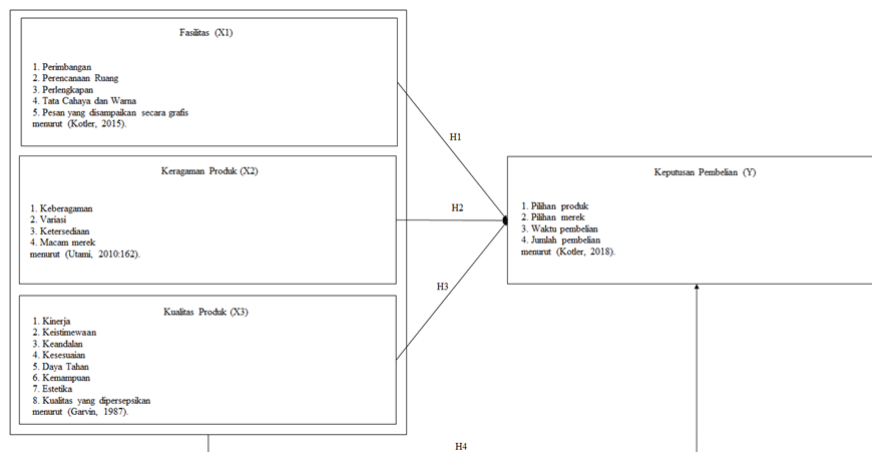 Fasilitas (X1)
1. Perimbangan
2. Perencanaan Ruang
3. Perlengkapan
4. Tata Cahaya dan Warna
5. Pesan yang disampaikan secara grafis
menurut (Kotler, 2015).
H1
Keragaman Produk (X2)
1. Keberagaman
2. Variasi
3. Ketersediaan
4. Macam merek
menurut (Utami, 2010:162).
H2
Keputusan Pembelian (Y)
1. Pilihan produk
2. Pilihan merek
3. Waktu pembelian
4. Jumlah pembelian
menurut (Kotler, 2018).
H3
Kualitas Produk (X3)
1. Kinerja
2. Keistimewaan
3. Keandalan
4. Kesesuaian
5. Daya Tahan
6. Kemampuan
7. Estetika
8. Kualitas yang dipersepsikan
menurut (Garvin, 1987).
H4